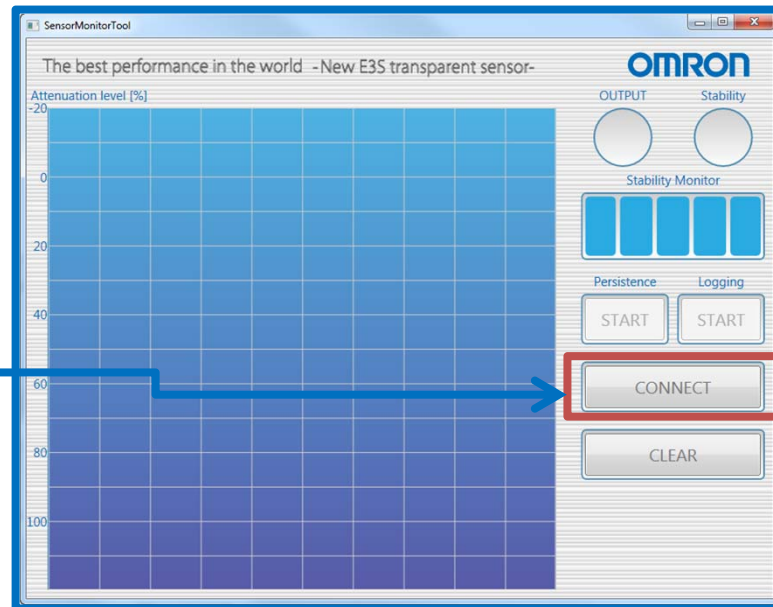 SensorMonitorTool
The best performance in the world -New E3S transparent sensor-
OMRON
Attenuation level [%]
OUTPUT Stability
-20
0
20
40
60
80
100
Stability Monitor
Persistence Logging
START START
CONNECT
CLEAR